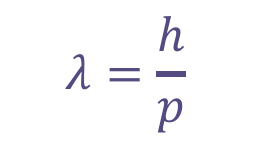 λ = h/p